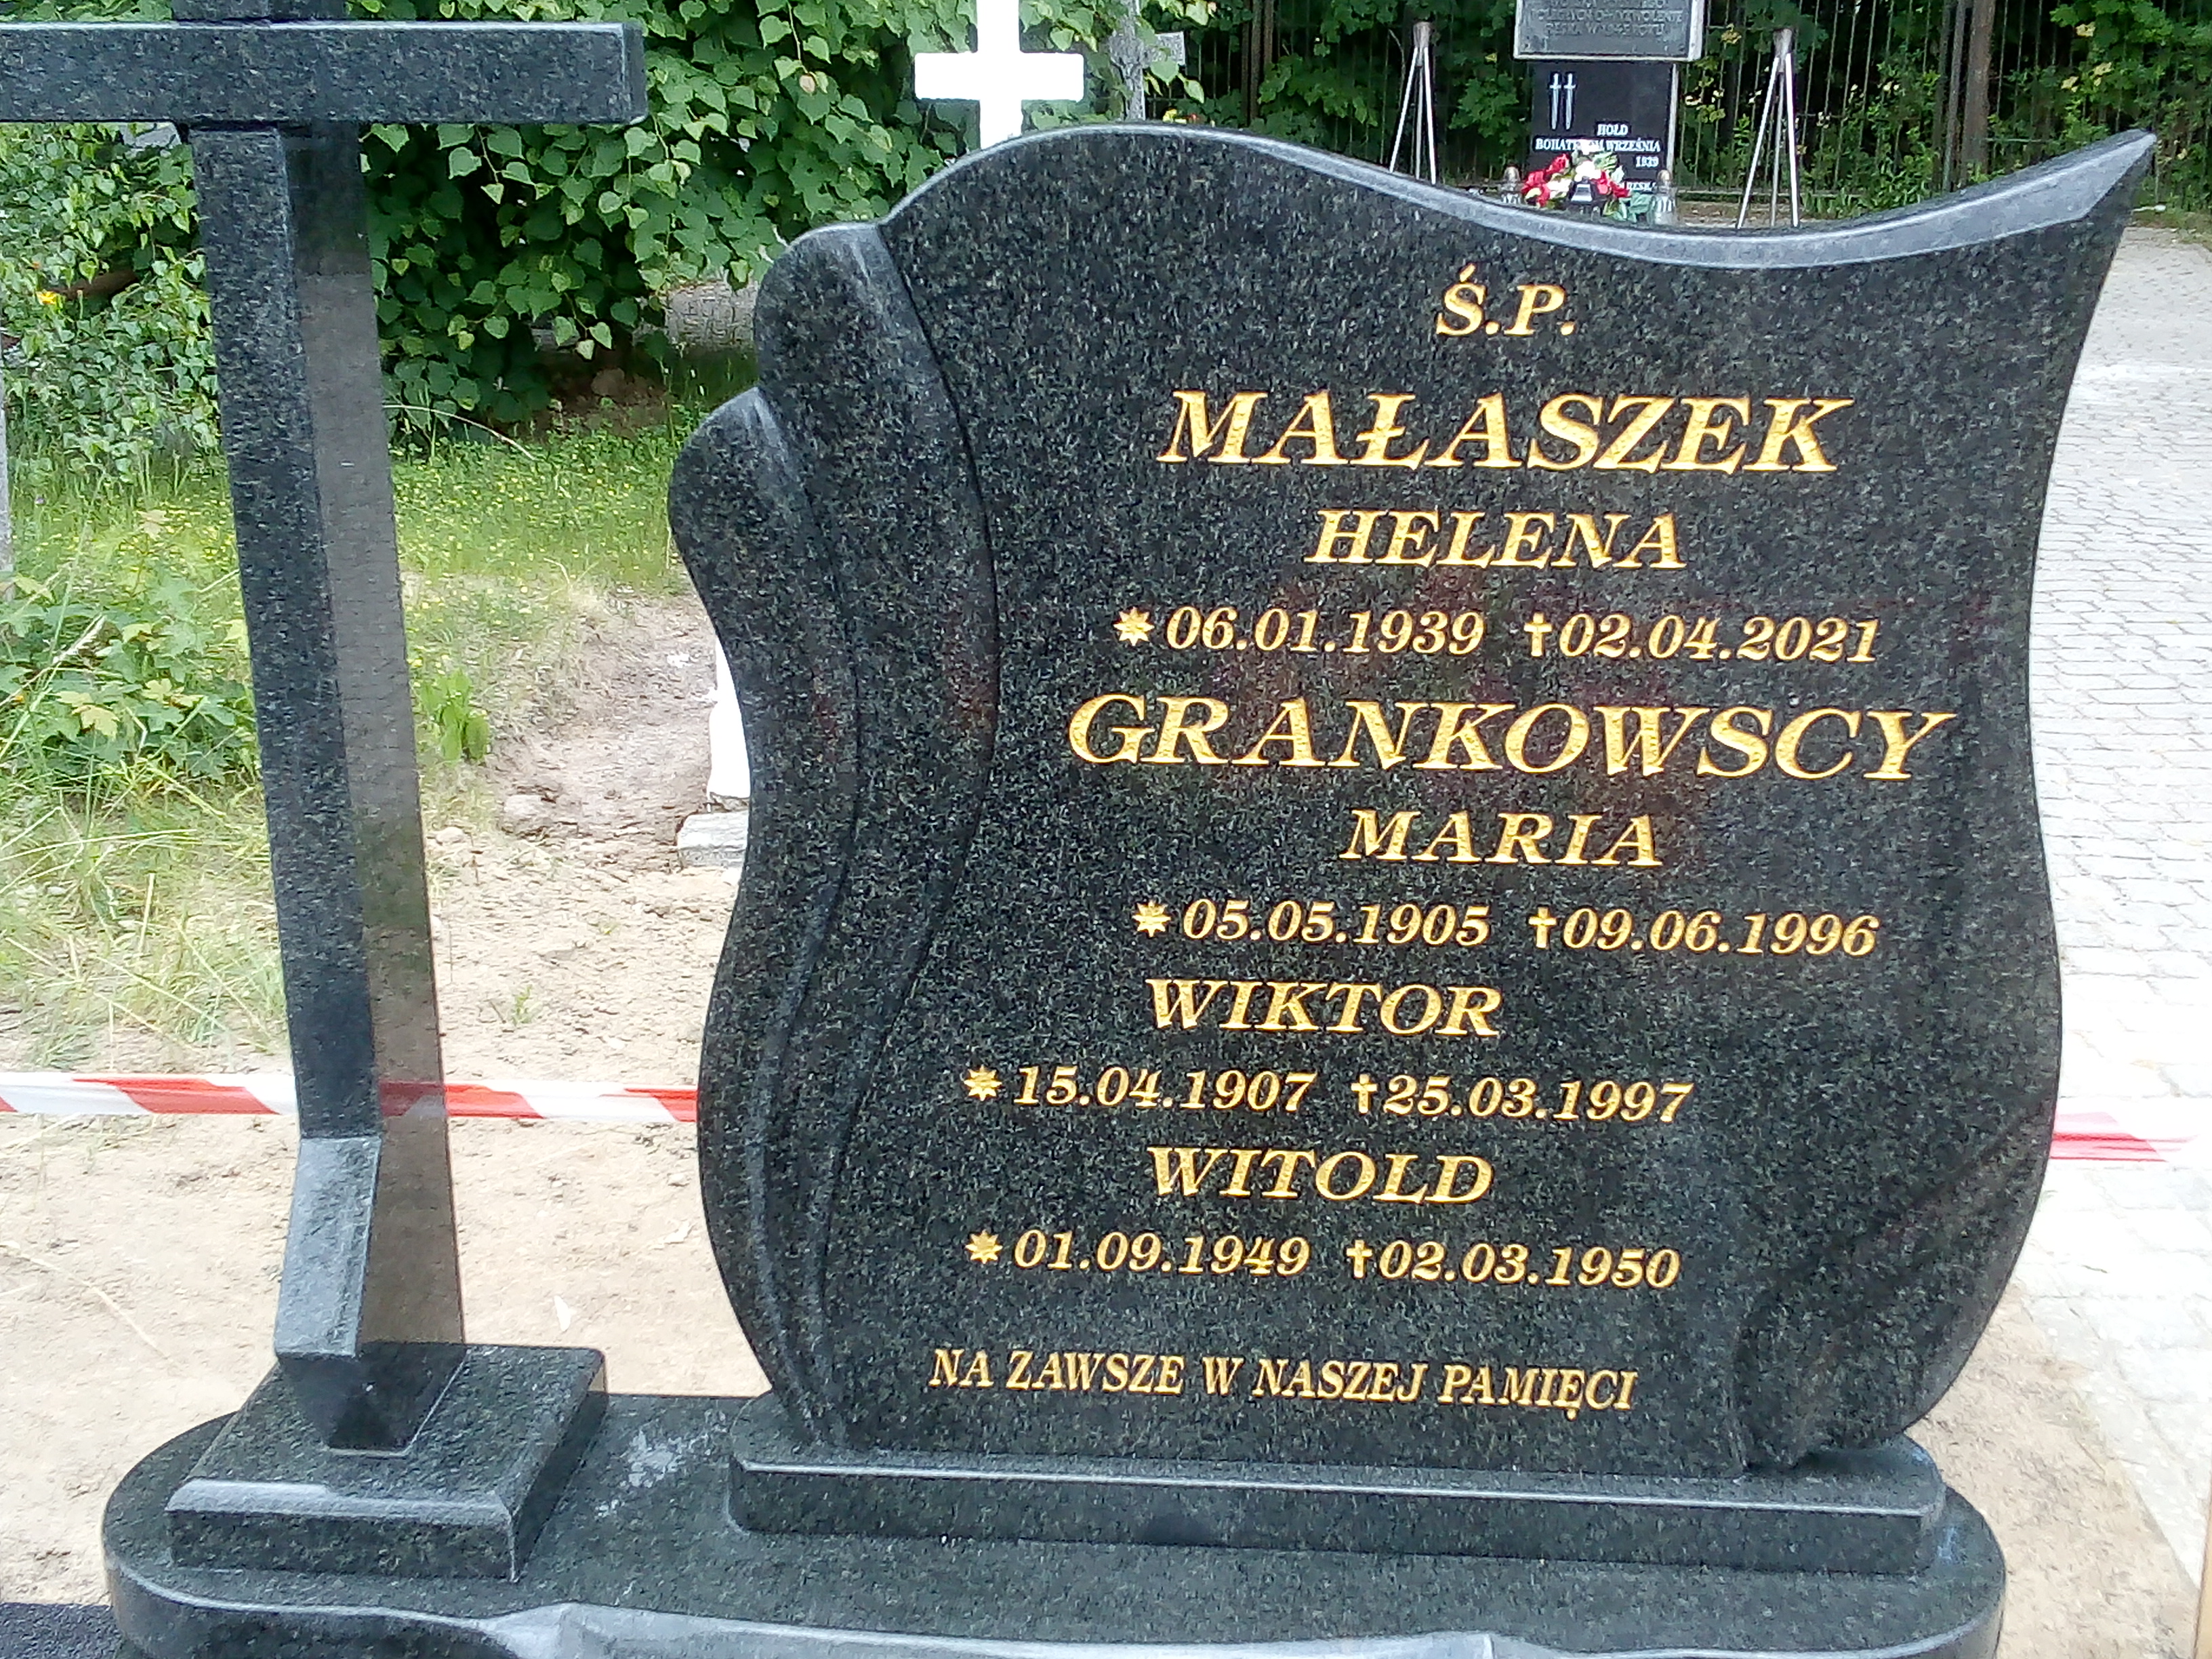 HOŁD
WRZEŚNIA
1939
Ś.P.
MAŁASZEK
HELENA
✷ 06.01.1939 †02.04.2021
GRANKOWSCY
MARIA
✷ 05.05.1905 †09.06.1996
WIKTOR
✷ 15.04.1907 †25.03.1997
WITOLD
✷ 01.09.1949 †02.03.1950
NA ZAWSZE W NASZEJ PAMIĘCI